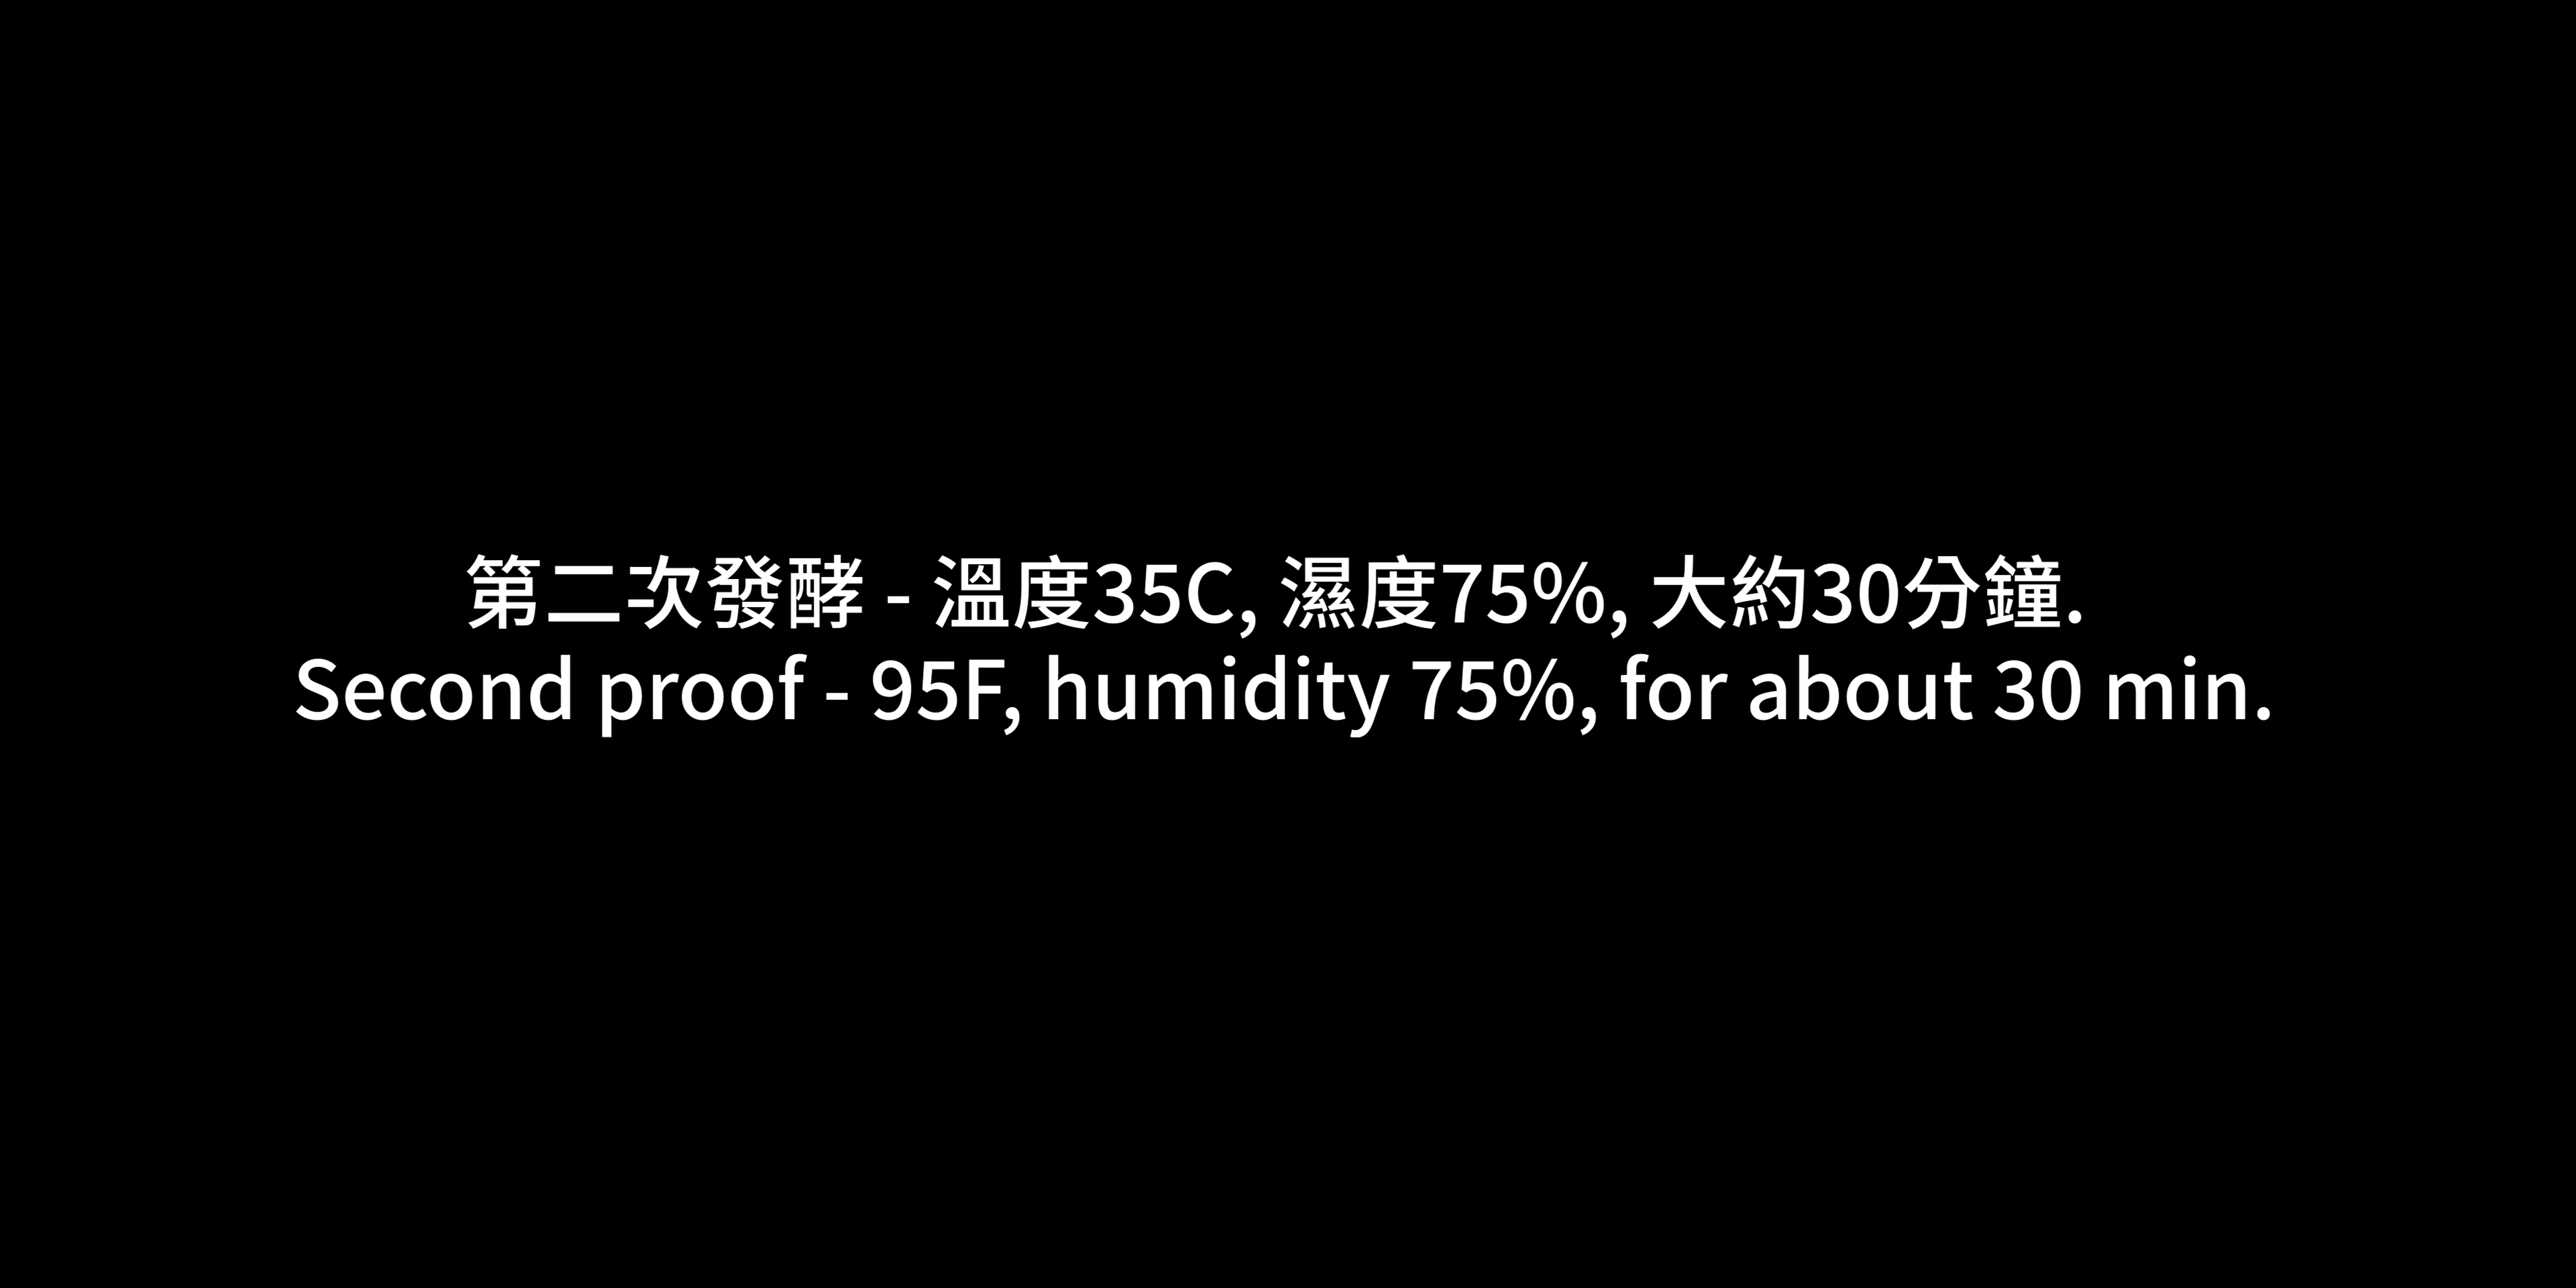 第二次發酵 - 溫度35C, 濕度75%, 大約30分鐘.
Second proof - 95F, humidity 75%, for about 30 min.